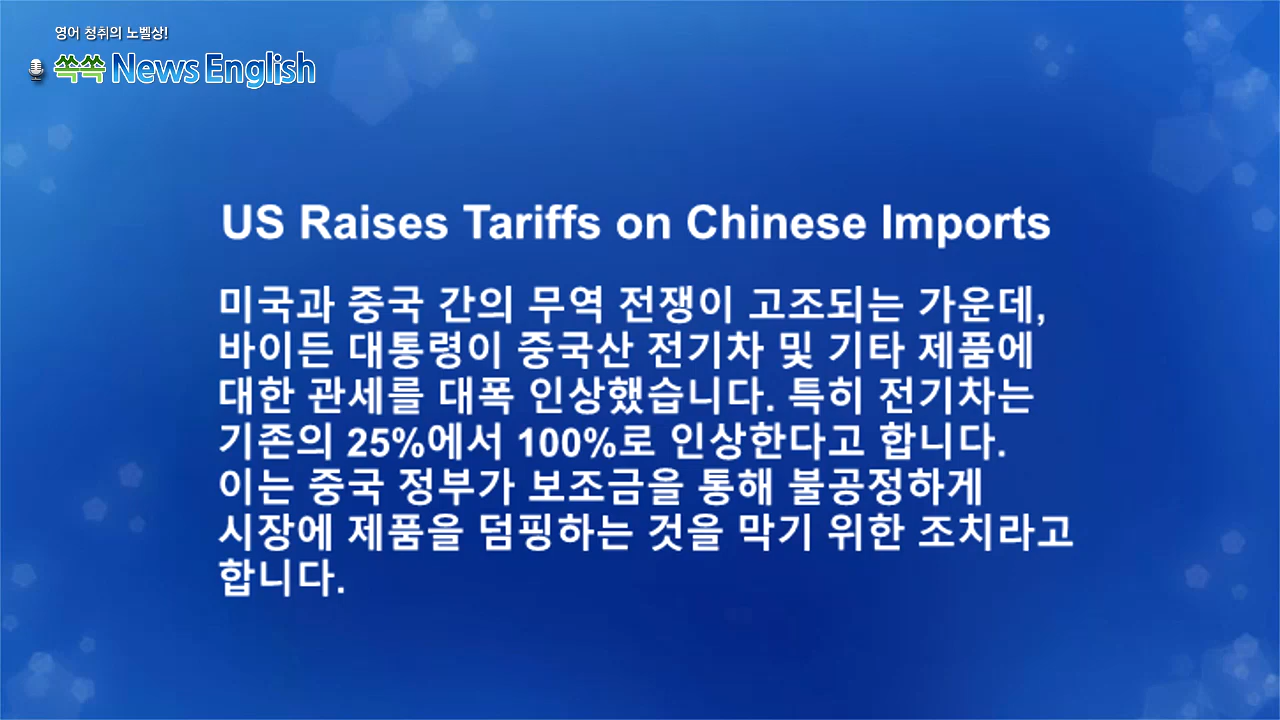 영어 청취의 노벨상!
쏙쏙 News English
US Raises Tariffs on Chinese Imports
미국과 중국 간의 무역 전쟁이 고조되는 가운데,
바이든 대통령이 중국산 전기차 및 기타 제품에
대한 관세를 대폭 인상했습니다. 특히 전기차는
기존의 25%에서 100%로 인상한다고 합니다.
이는 중국 정부가 보조금을 통해 불공정하게
시장에 제품을 덤핑하는 것을 막기 위한 조치라고
합니다.